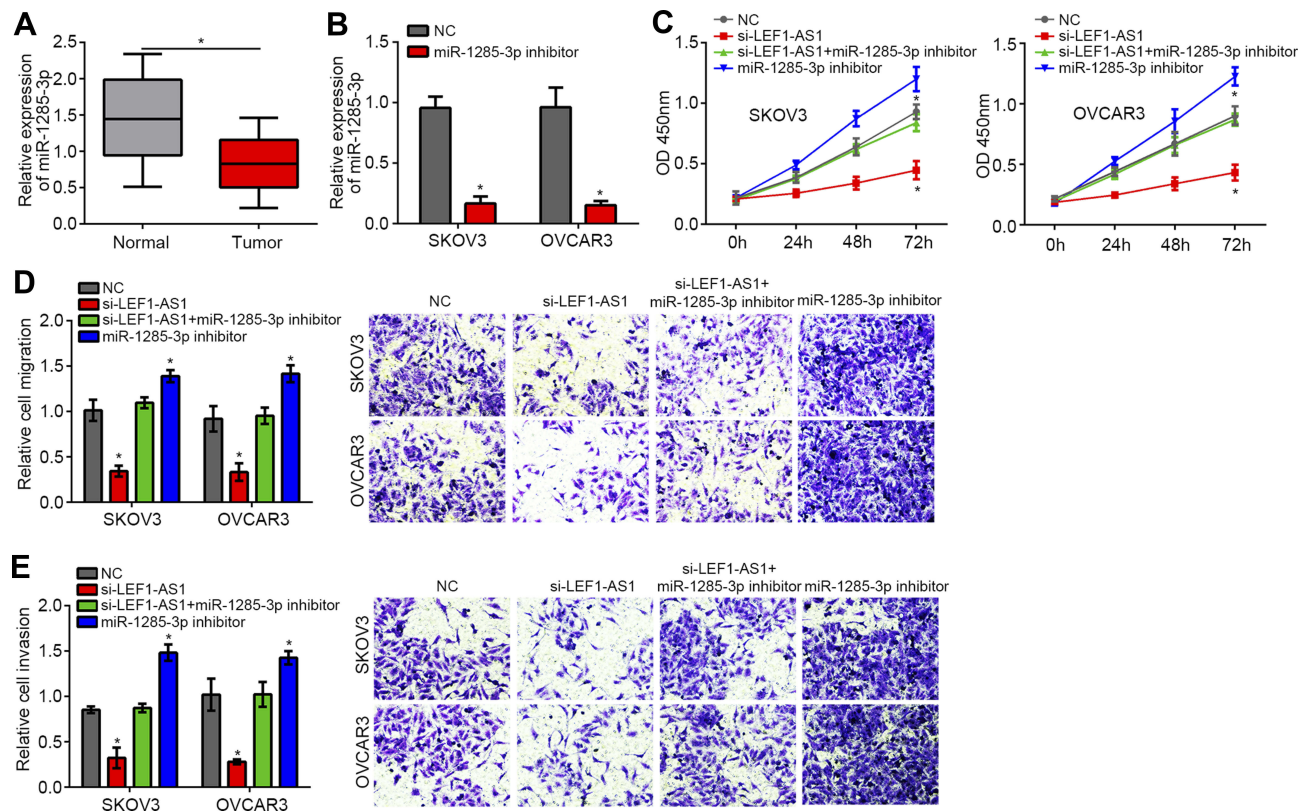 A
Relative expression
of miR-1285-3p
2.5
2.0
1.5
1.0
0.5
0.0
*
Normal
Tumor
B
NC
miR-1285-3p inhibitor
Relative expression
of miR-1285-3p
1.5
1.0
0.5
0.0
*
*
SKOV3
OVCAR3
C
NC
si-LEF1-AS1
si-LEF1-AS1+miR-1285-3p inhibitor
miR-1285-3p inhibitor
OD 450nm
1.5
1.0
0.5
0.0
SKOV3
*
*
0h
24h
48h
72h
NC
si-LEF1-AS1
si-LEF1-AS1+miR-1285-3p inhibitor
miR-1285-3p inhibitor
OD 450nm
1.5
1.0
0.5
0.0
OVCAR3
*
*
0h
24h
48h
72h
D
NC
si-LEF1-AS1
si-LEF1-AS1+miR-1285-3p inhibitor
miR-1285-3p inhibitor
Relative cell migration
2.0
1.5
1.0
0.5
0.0
*
*
*
*
SKOV3
OVCAR3
NC
si-LEF1-AS1
si-LEF1-AS1+
miR-1285-3p inhibitor
miR-1285-3p inhibitor
SKOV3
OVCAR3
E
NC
si-LEF1-AS1
si-LEF1-AS1+miR-1285-3p inhibitor
miR-1285-3p inhibitor
Relative cell invasion
2.0
1.5
1.0
0.5
0.0
*
*
*
*
SKOV3
OVCAR3
NC
si-LEF1-AS1
si-LEF1-AS1+
miR-1285-3p inhibitor
miR-1285-3p inhibitor
SKOV3
OVCAR3